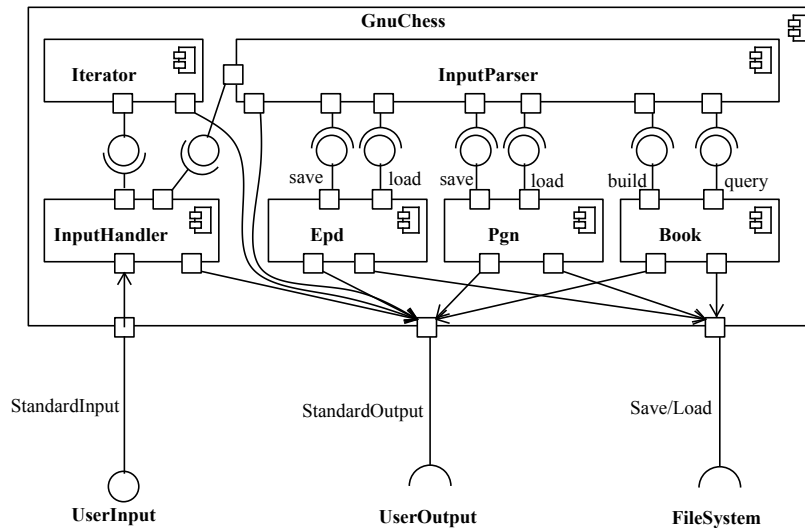 GnuChess
Iterator
InputParser
save
load
save
load
build
query
InputHandler
Epd
Pgn
Book
StandardInput
StandardOutput
Save/Load
UserInput
UserOutput
FileSystem